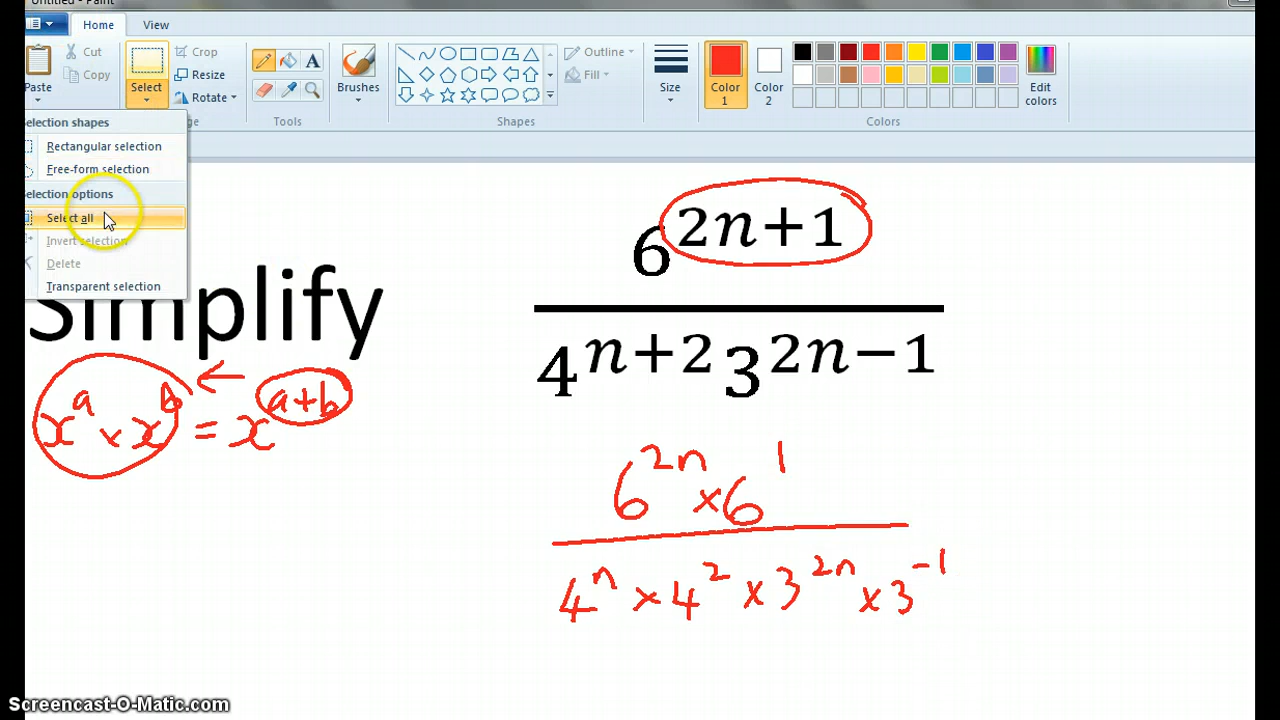 Untitled - Paint
Home View
Paste Cut Copy Select Crop Resize Rotate Tools Brushes Shapes Outline Fill Size Color 1 Color 2 Colors Edit colors
Selection shapes
Rectangular selection
Free-form selection
Selection options
Select all
Invert selection
Delete
Transparent selection
Simplify
6^{2n+1}
4^{n+2}3^{2n−1}
x^a × x^b = x^{a+b}
6^{2n} × 6^1
4^n × 4^2 × 3^{2n} × 3^{-1}
Screencast-O-Matic.com